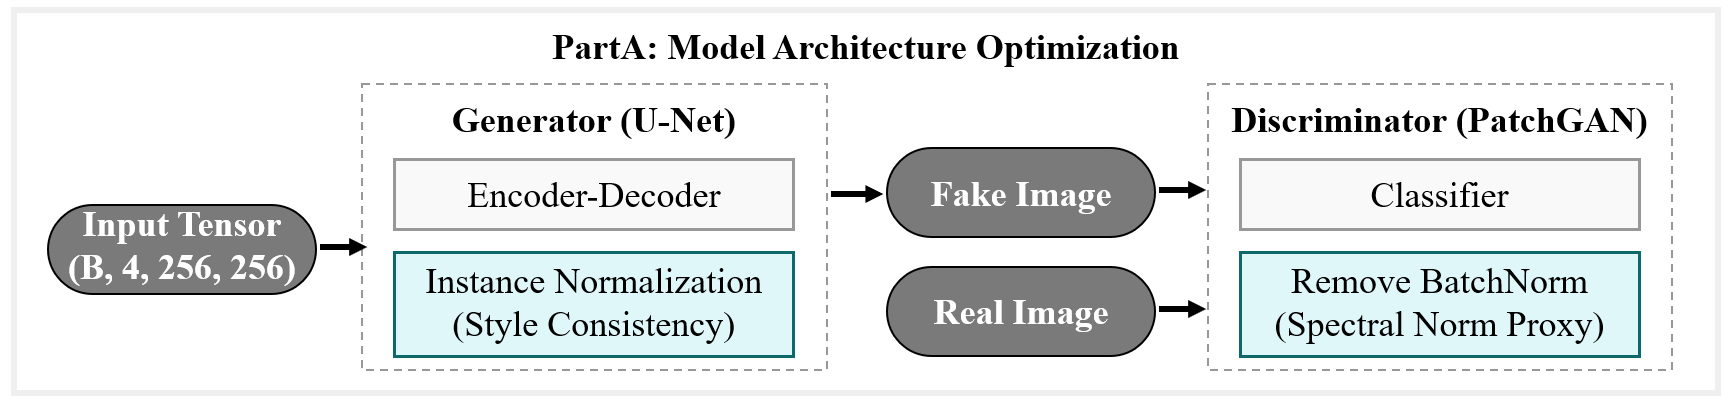 PartA: Model Architecture Optimization
Input Tensor
(B, 4, 256, 256)
Generator (U-Net)
Encoder-Decoder
Instance Normalization
(Style Consistency)
Fake Image
Real Image
Discriminator (PatchGAN)
Classifier
Remove BatchNorm
(Spectral Norm Proxy)